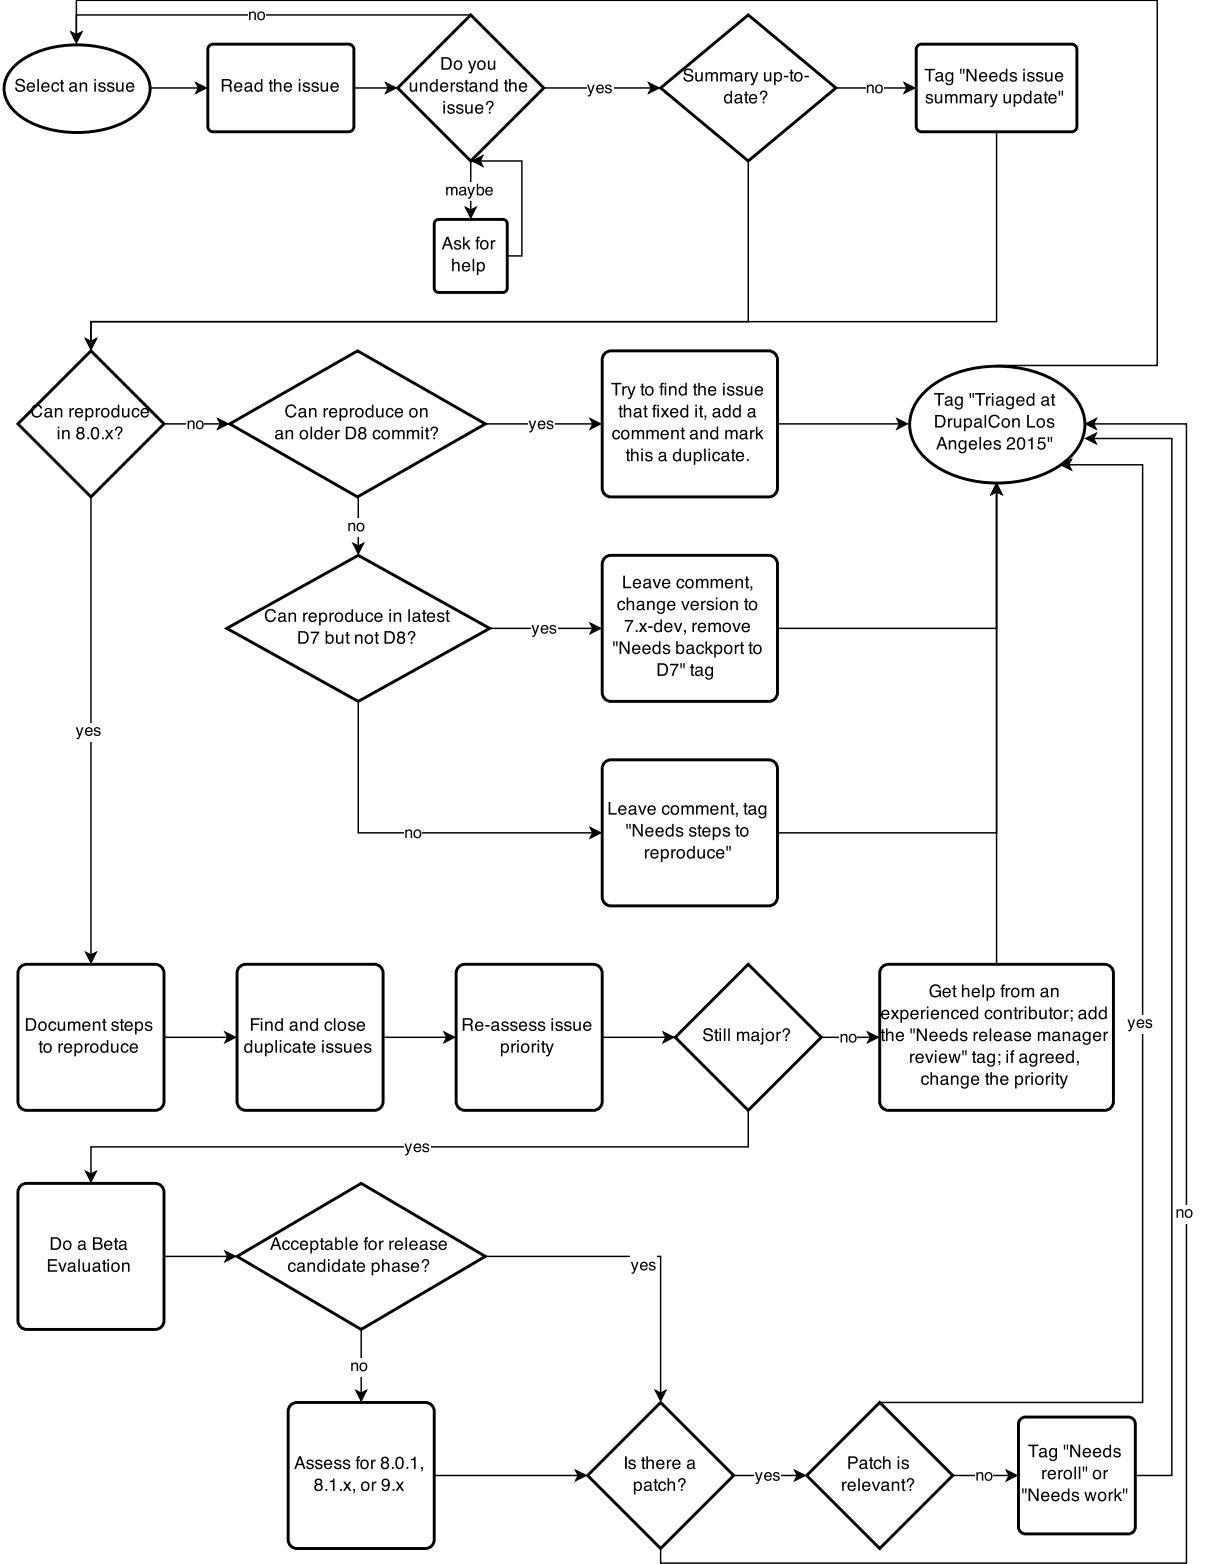 no
Select an issue
Read the issue
Do you
understand the
issue?
yes
Summary up-to-
date?
no
Tag "Needs issue
summary update"
maybe
Ask for
help
Can reproduce
in 8.0.x?
no
Can reproduce on
an older D8 commit?
yes
Try to find the issue
that fixed it, add a
comment and mark
this a duplicate.
Tag "Triaged at
DrupalCon Los
Angeles 2015"
no
Can reproduce in latest
D7 but not D8?
yes
Leave comment,
change version to
7.x-dev, remove
"Needs backport to
D7" tag
yes
no
Leave comment, tag
"Needs steps to
reproduce"
Document steps
to reproduce
Find and close
duplicate issues
Re-assess issue
priority
Still major?
no
Get help from an
experienced contributor; add
the "Needs release manager
review" tag; if agreed,
change the priority
yes
yes
no
Do a Beta
Evaluation
Acceptable for release
candidate phase?
yes
no
Assess for 8.0.1,
8.1.x, or 9.x
Is there a
patch?
yes
Patch is
relevant?
no
Tag "Needs
reroll" or
"Needs work"